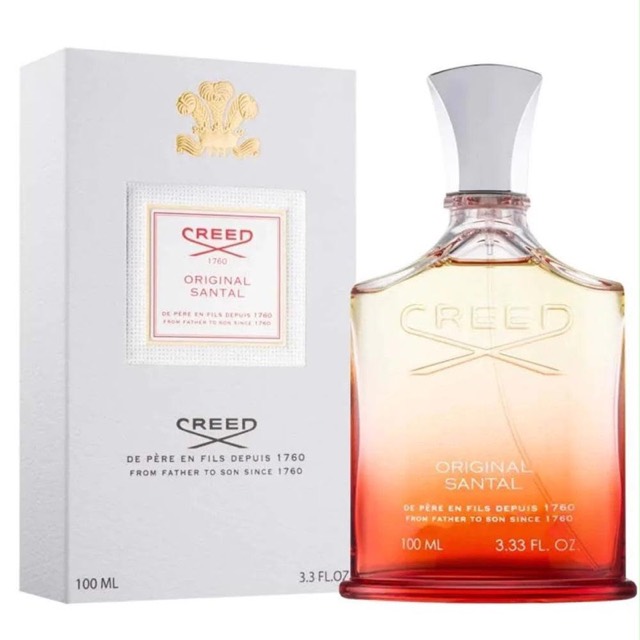 CREED
1760
ORIGINAL
SANTAL
DE PÈRE EN FILS DEPUIS 1760
FROM FATHER TO SON SINCE 1760
CREED
DE PÈRE EN FILS DEPUIS 1760
FROM FATHER TO SON SINCE 1760
100 ML 3.3 FL.OZ
CREED
ORIGINAL
SANTAL
DE PÈRE EN FILS DEPUIS 1760
FROM FATHER TO SON SINCE 1760
100 ML 3.33 FL. OZ.